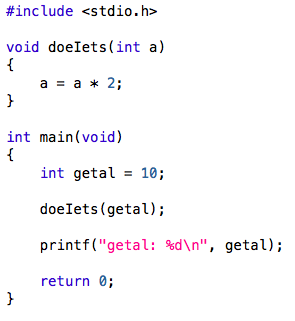 #include <stdio.h>
void doeIets(int a)
{
    a = a * 2;
}
int main(void)
{
    int getal = 10;
    doeIets(getal);
    printf("getal: %d\n", getal);
    return 0;
}